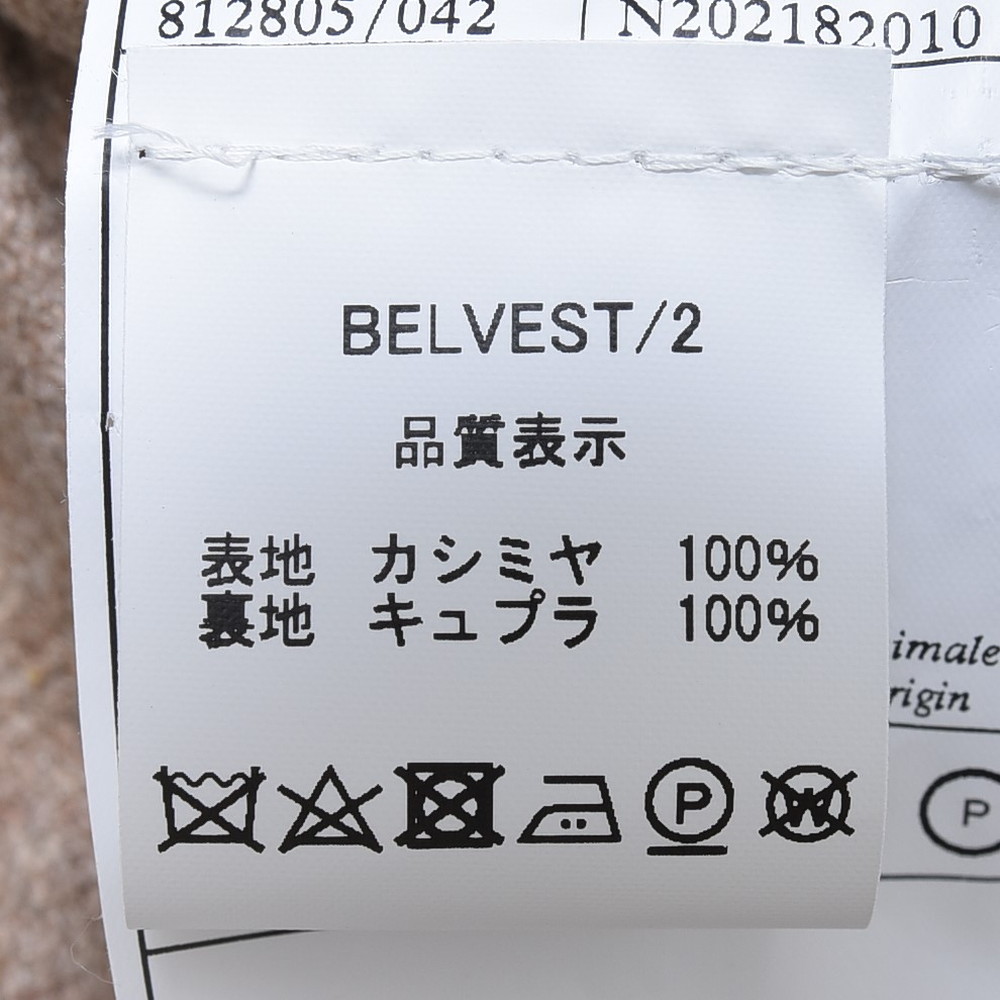 812805/042 N202182010
BELVEST/2
品質表示
表地 カシミヤ 100%
裏地 キュプラ 100%
imale
rigin
P W P